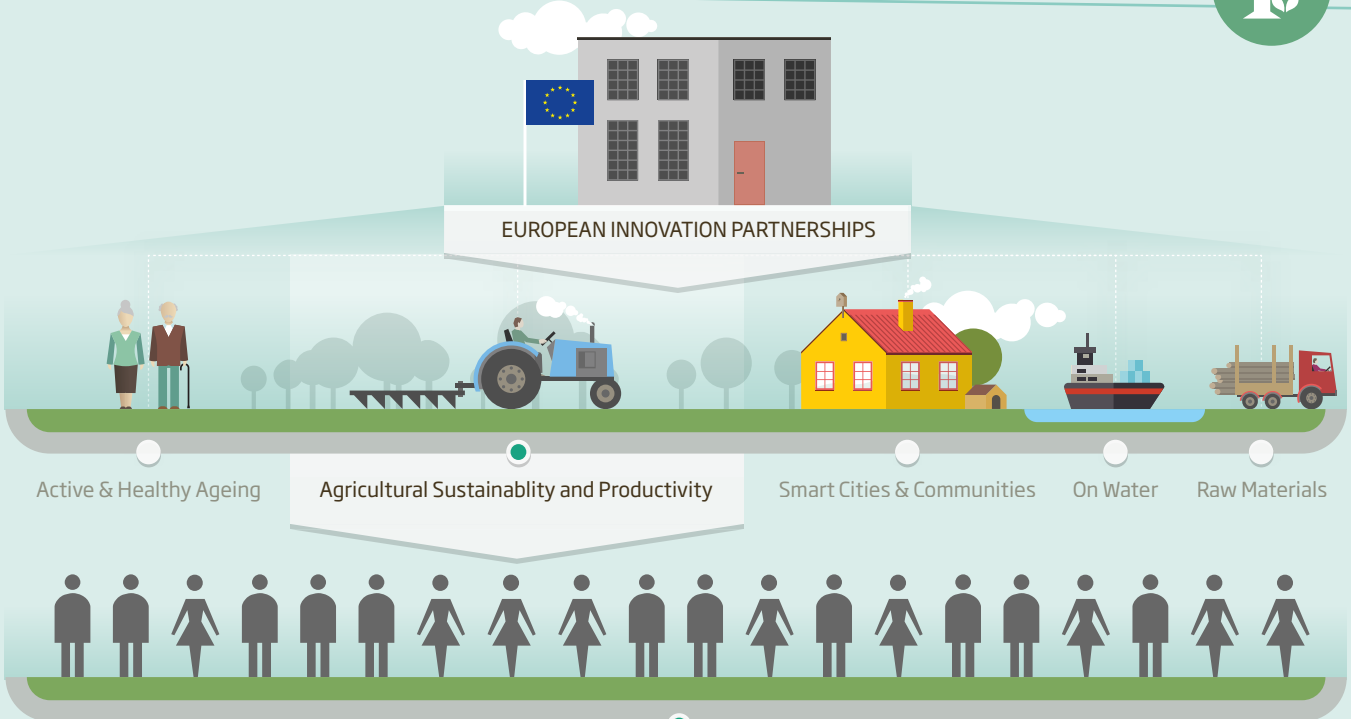 EUROPEAN INNOVATION PARTNERSHIPS
Active & Healthy Ageing
Agricultural Sustainablity and Productivity
Smart Cities & Communities
On Water
Raw Materials